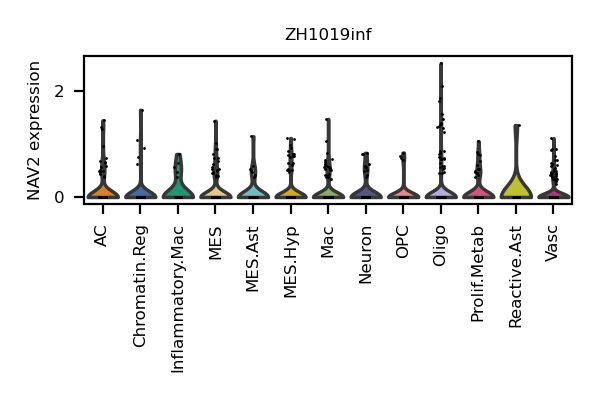 ZH1019inf
NAV2 expression
2
0
AC
Chromatin.Reg
Inflammatory.Mac
MES
MES.Ast
MES.Hyp
Mac
Neuron
OPC
Oligo
Prolif.Metab
Reactive.Ast
Vasc